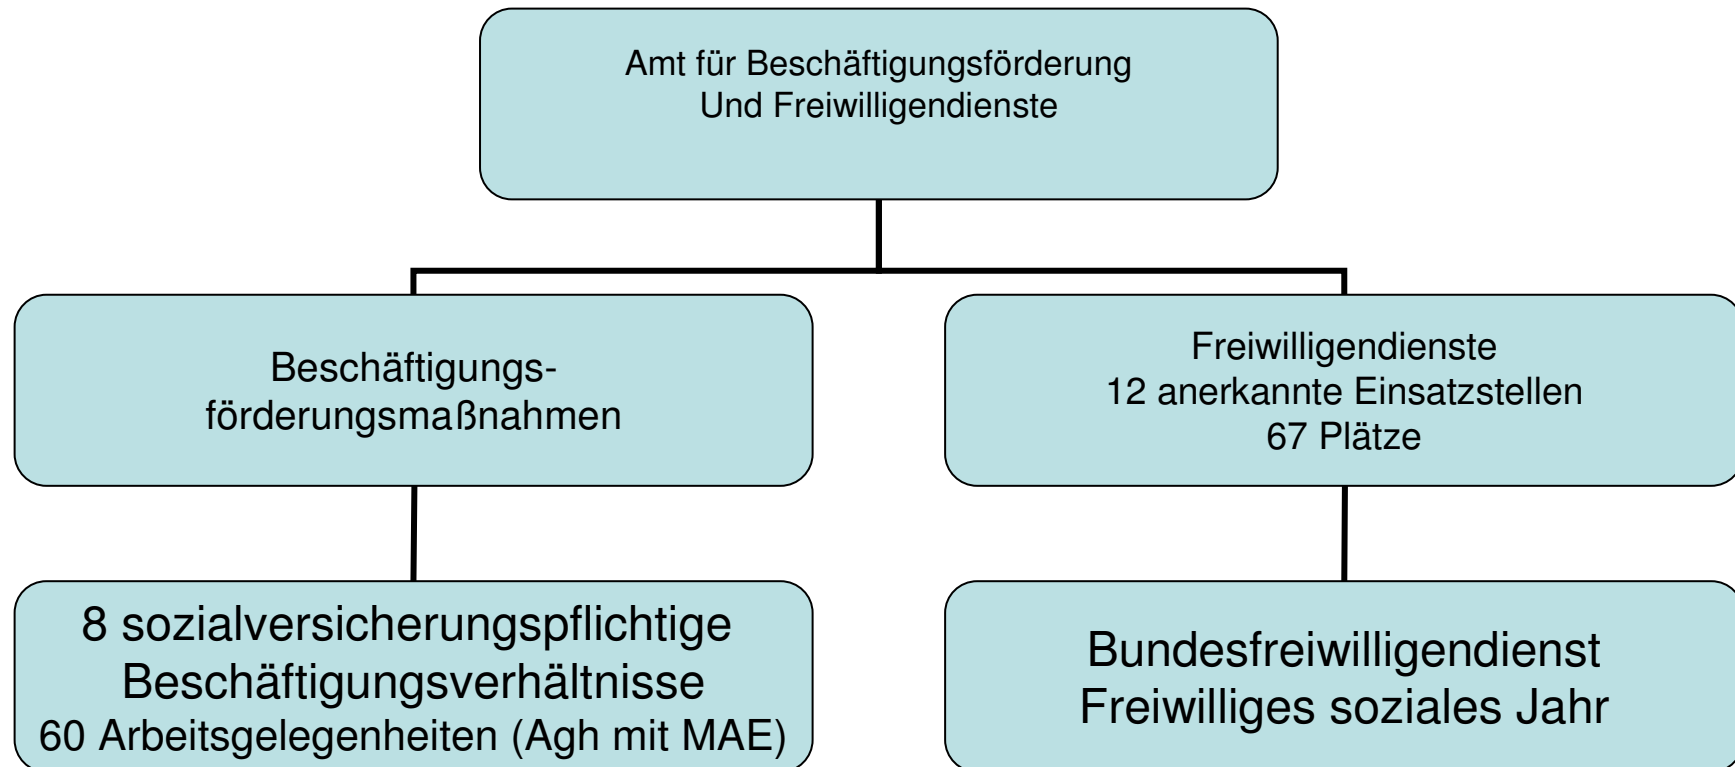 Amt für Beschäftigungsförderung
Und Freiwilligendienste
Beschäftigungs-
förderungsmaßnahmen
Freiwilligendienste
12 anerkannte Einsatzstellen
67 Plätze
8 sozialversicherungspflichtige
Beschäftigungsverhältnisse
60 Arbeitsgelegenheiten (Agh mit MAE)
Bundesfreiwilligendienst
Freiwilliges soziales Jahr